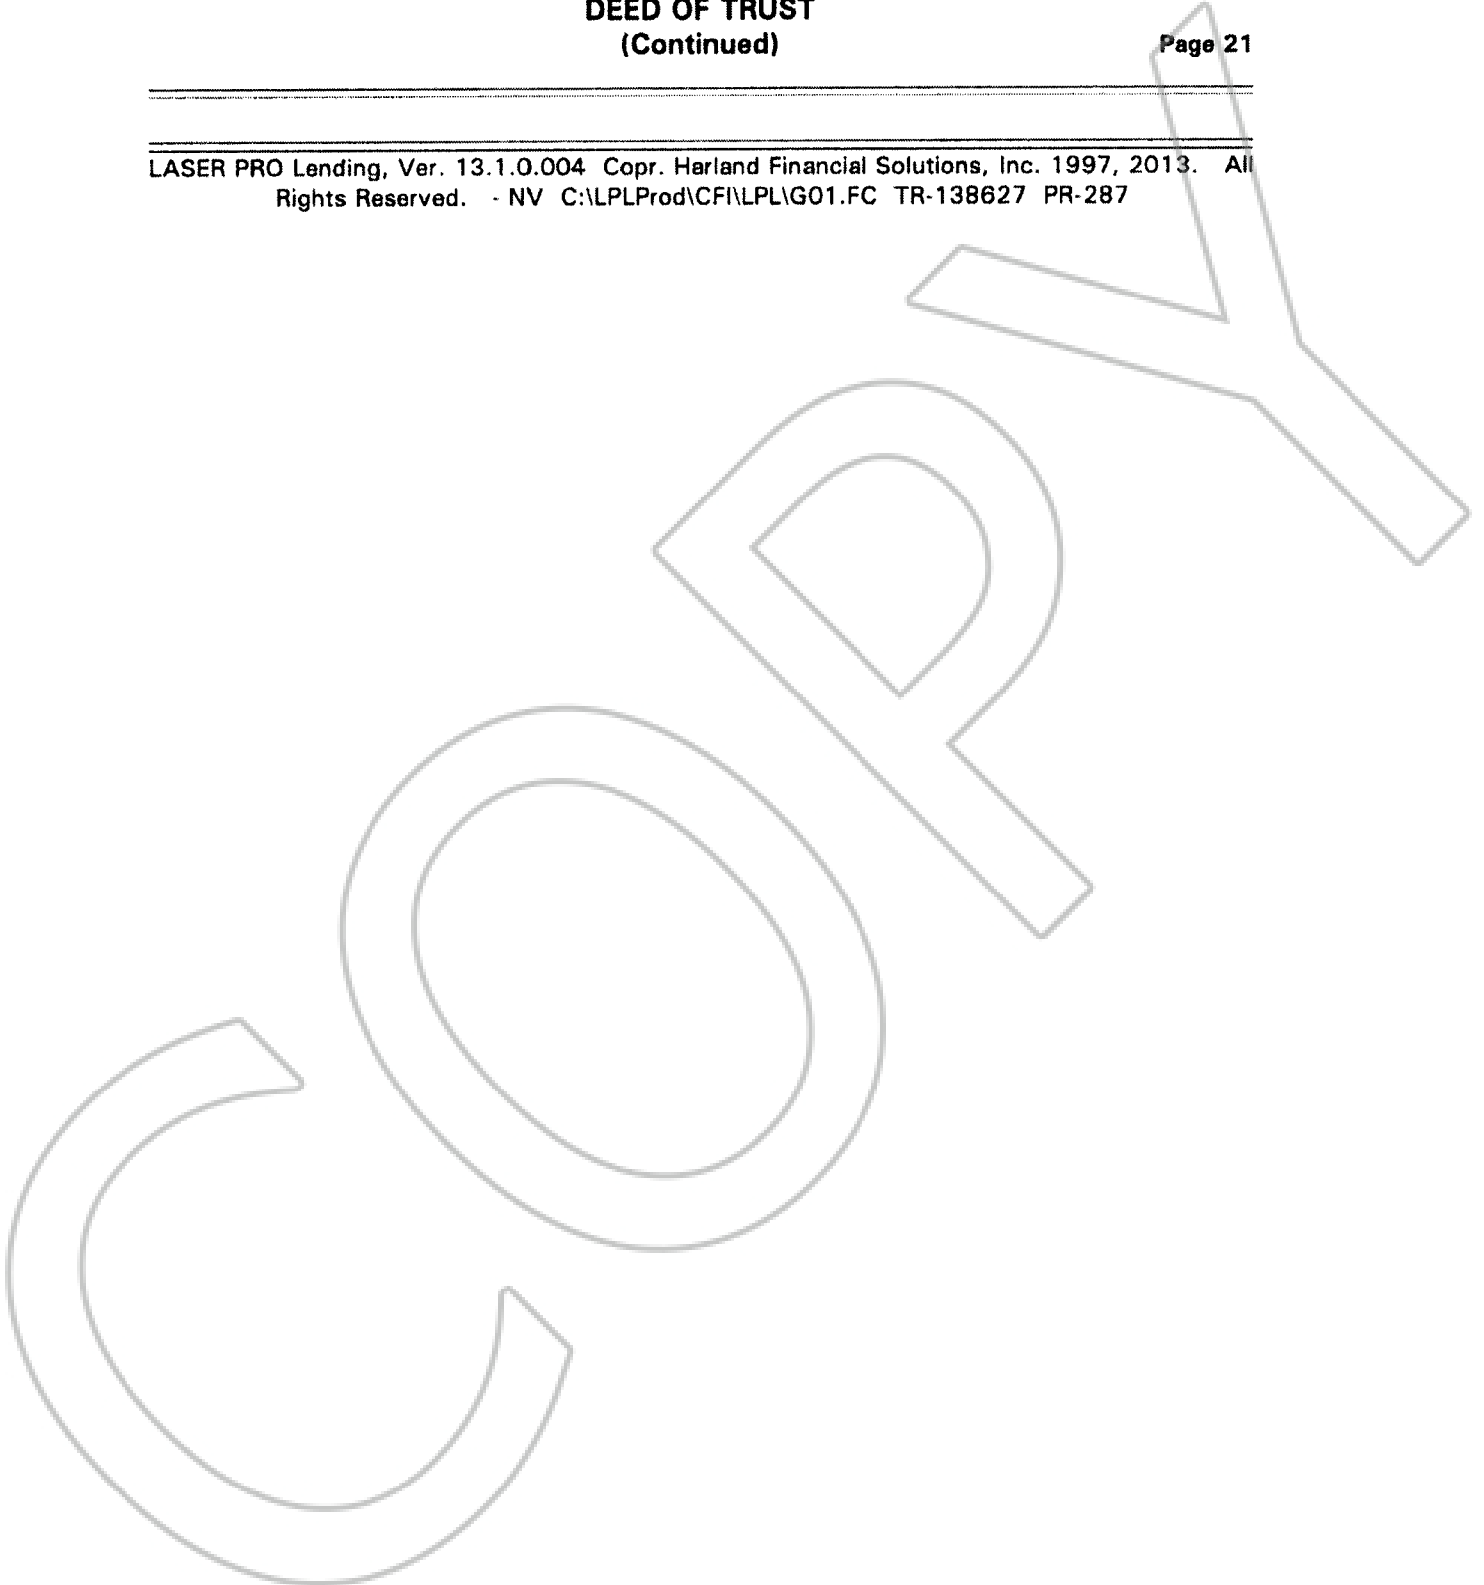 DEED OF TRUST
(Continued)
Page 21
LASER PRO Lending, Ver. 13.1.0.004 Copr. Harland Financial Solutions, Inc. 1997, 2013. All
Rights Reserved. - NV C:\LPLProd\CFI\LPL\G01.FC TR-138627 PR-287
COPY